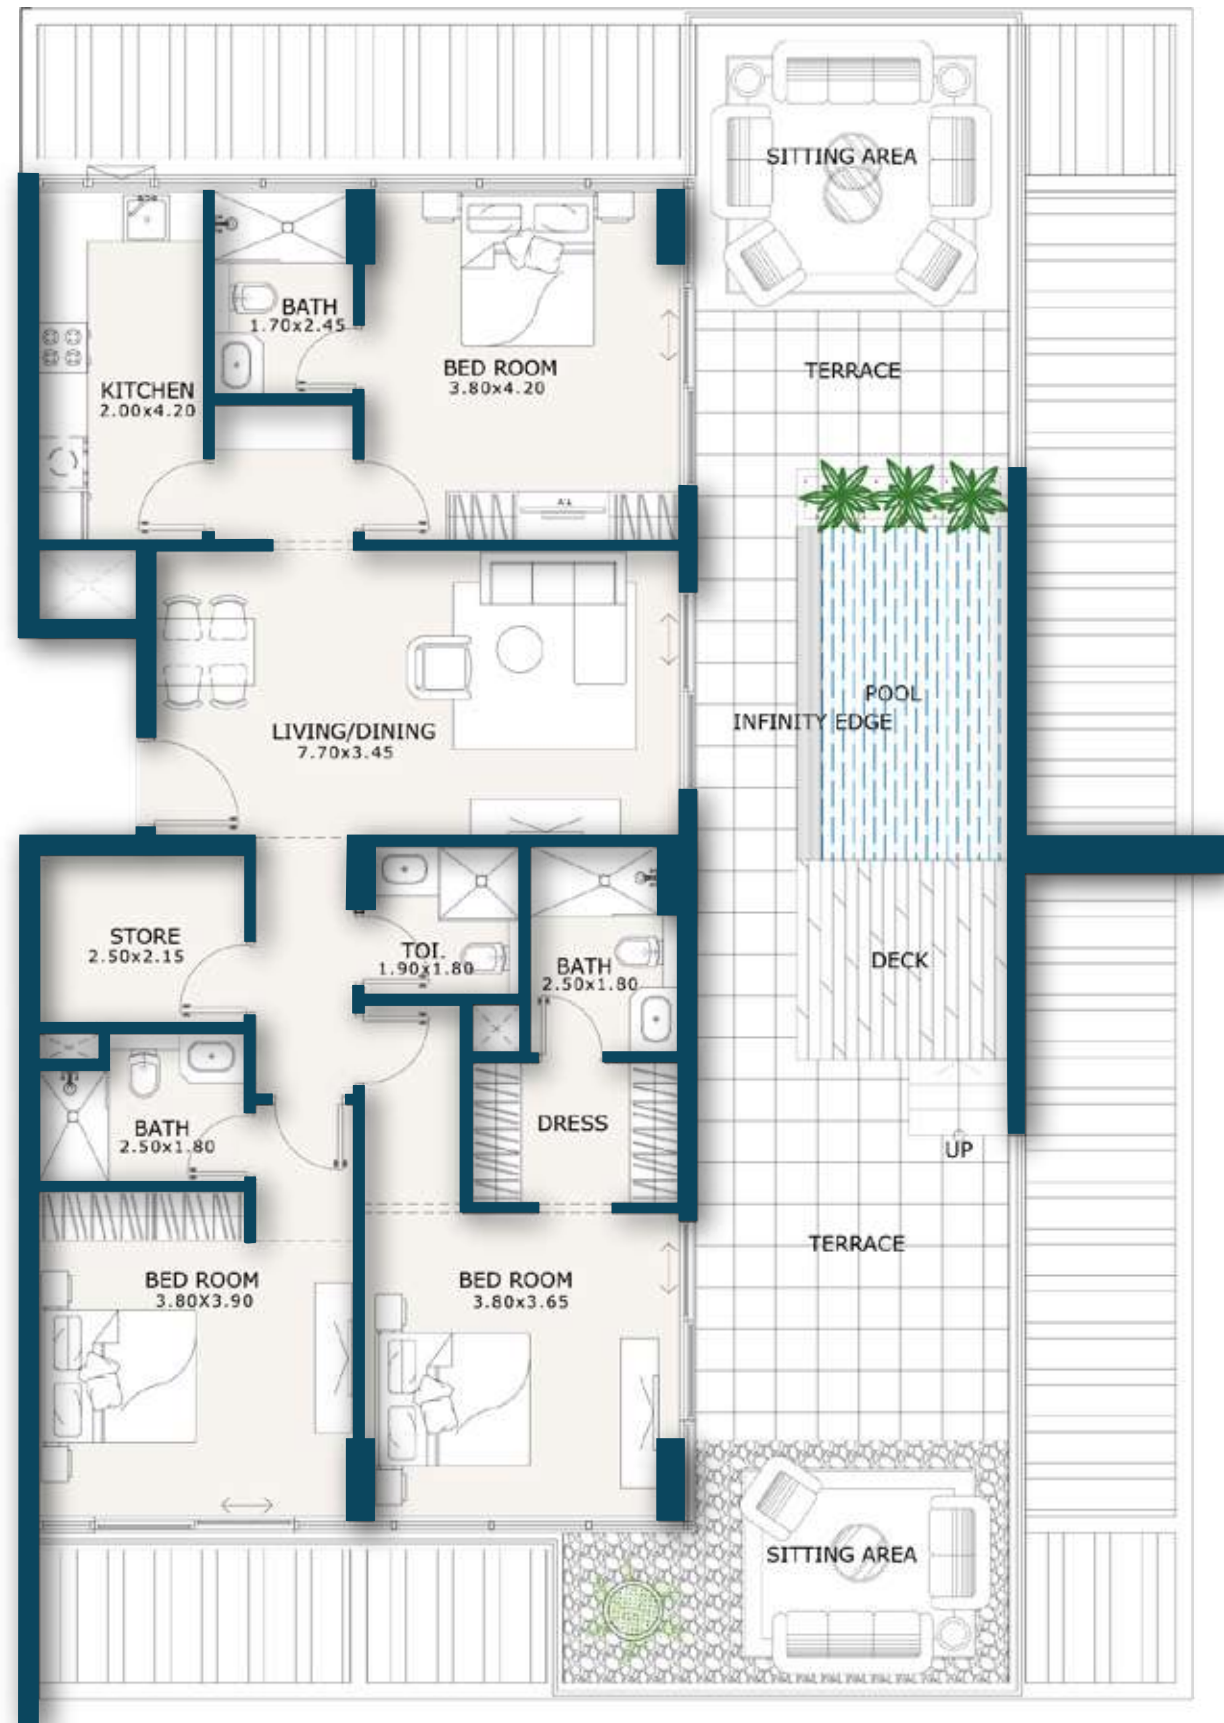 SITTING AREA
BATH
1.70x2.45
BED ROOM
3.80x4.20
TERRACE
KITCHEN
2.00x4.20
LIVING/DINING
7.70x3.45
POOL
INFINITY EDGE
STORE
2.50x2.15
TOI.
1.90x1.80
BATH
2.50x1.80
DECK
BATH
2.50x1.80
DRESS
UP
TERRACE
BED ROOM
3.80X3.90
BED ROOM
3.80x3.65
SITTING AREA